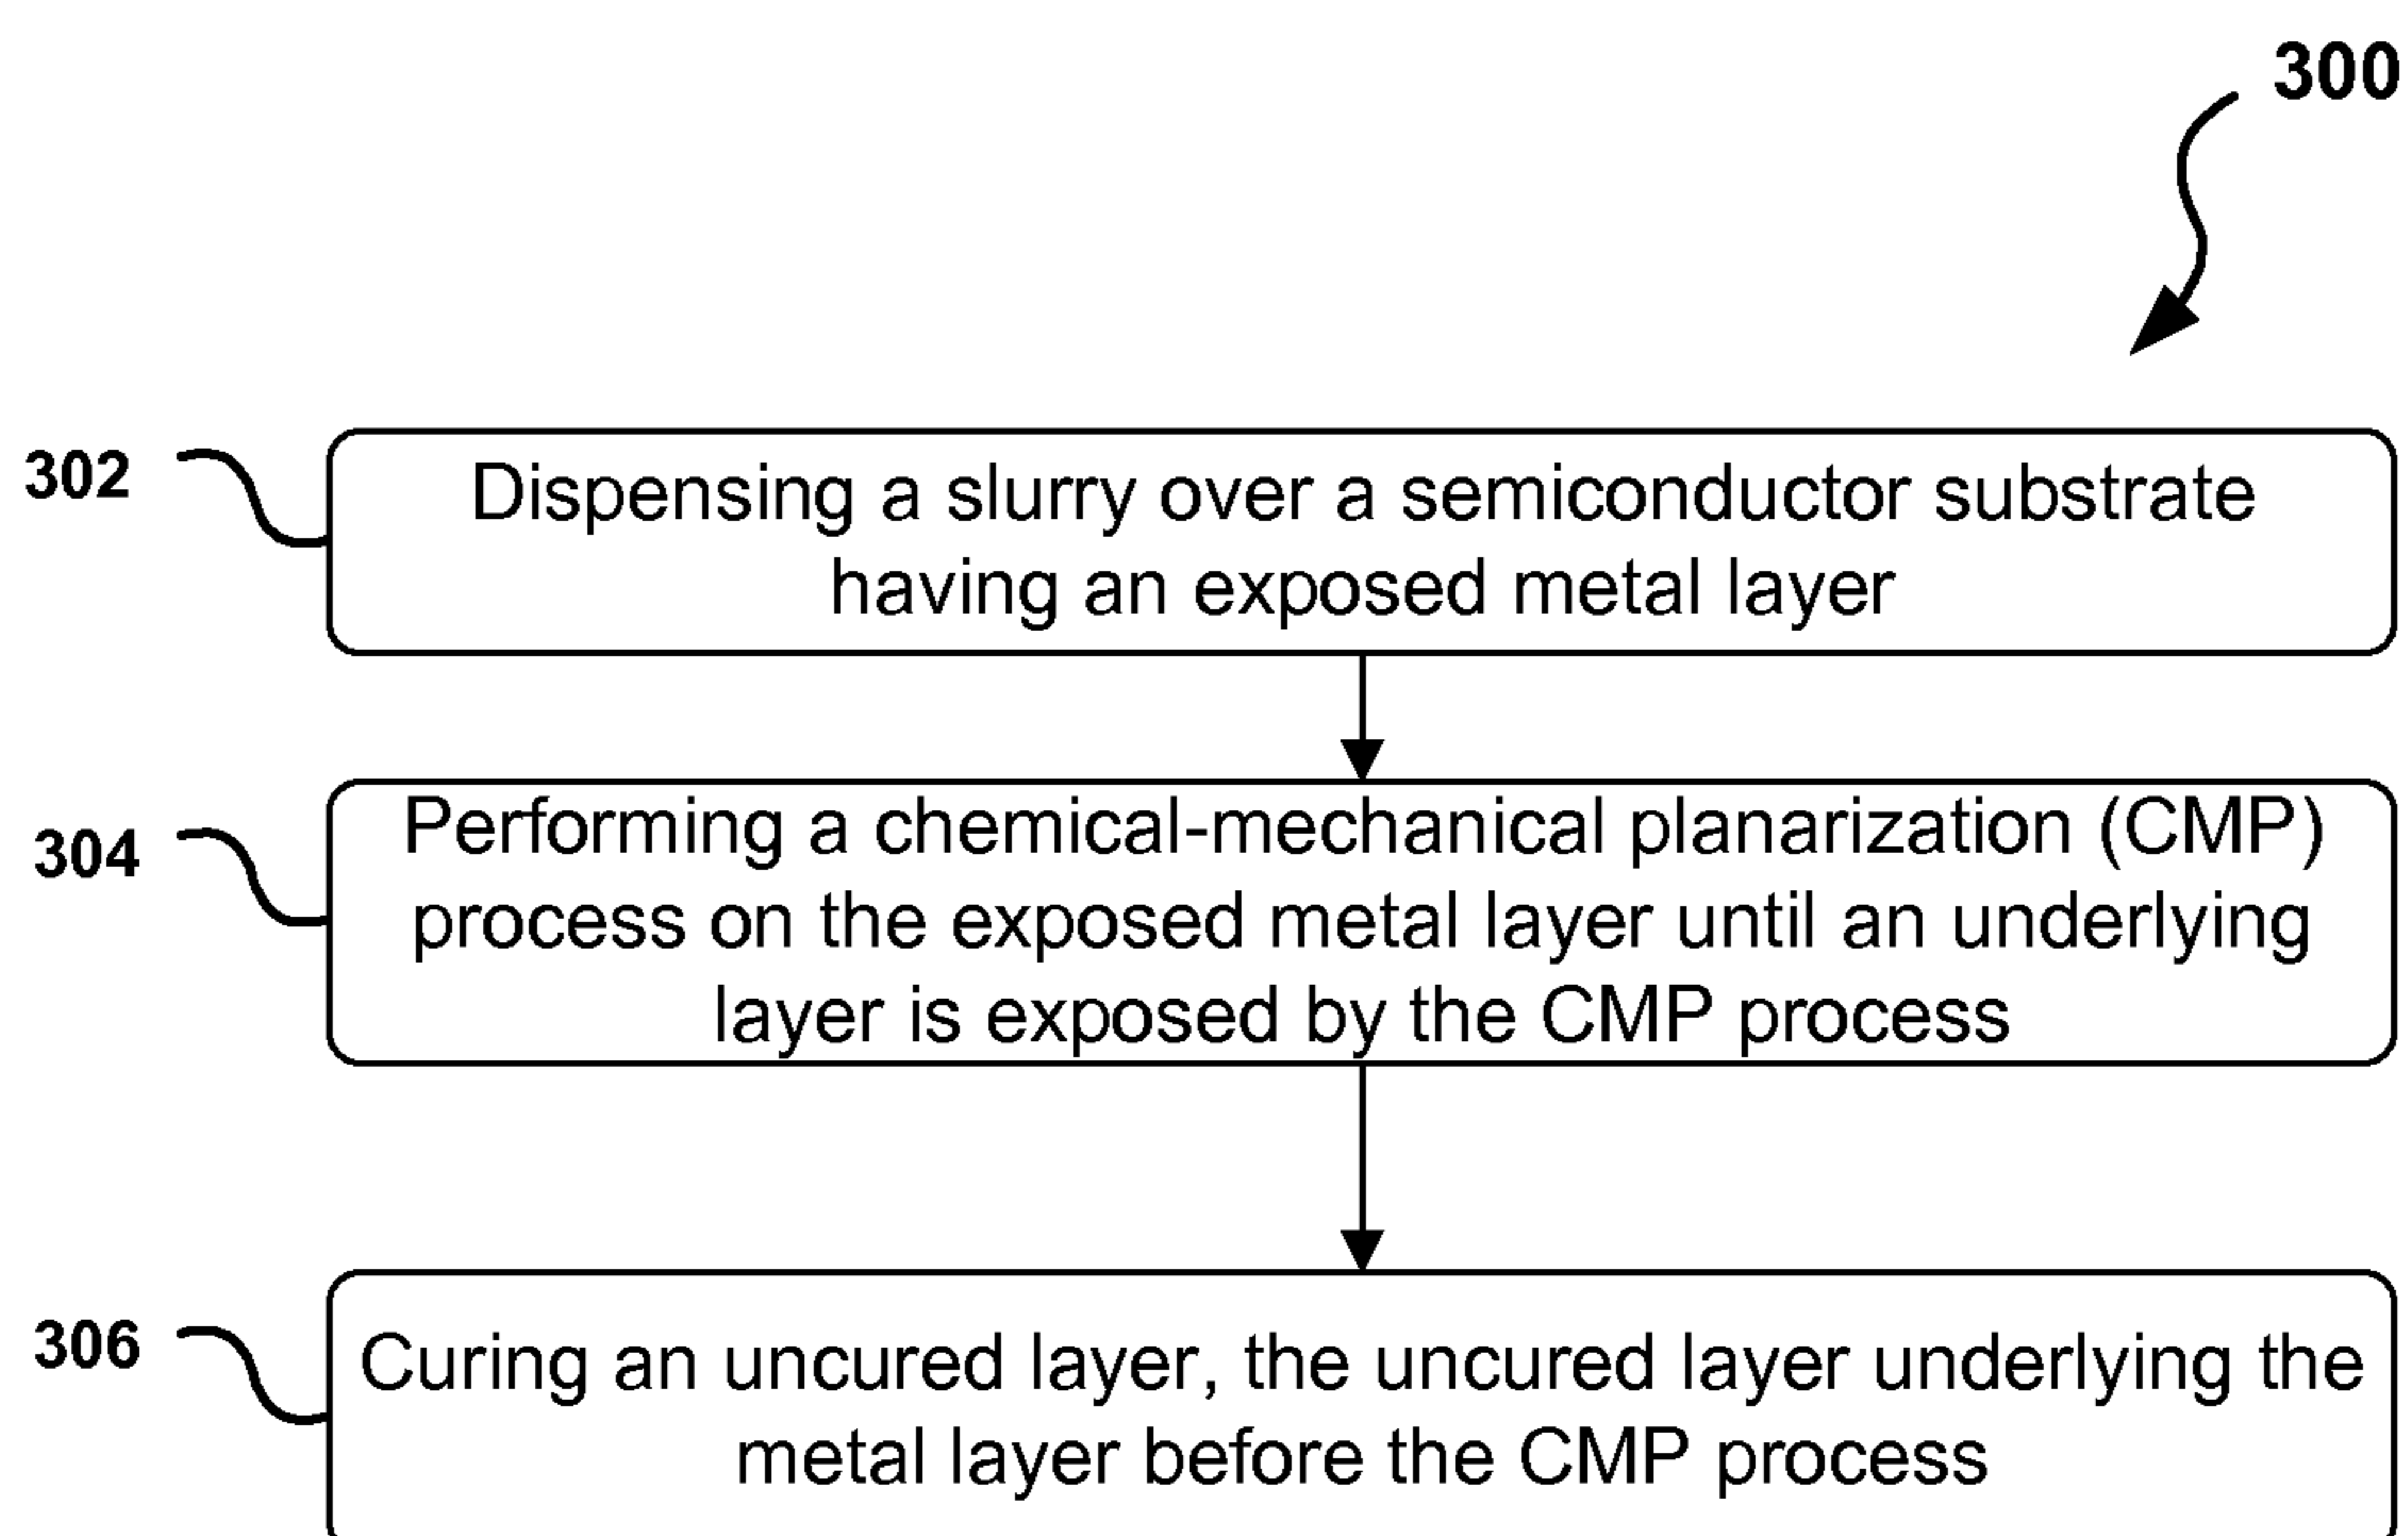 300
302
Dispensing a slurry over a semiconductor substrate
having an exposed metal layer
304
Performing a chemical-mechanical planarization (CMP)
process on the exposed metal layer until an underlying
layer is exposed by the CMP process
306
Curing an uncured layer, the uncured layer underlying the
metal layer before the CMP process